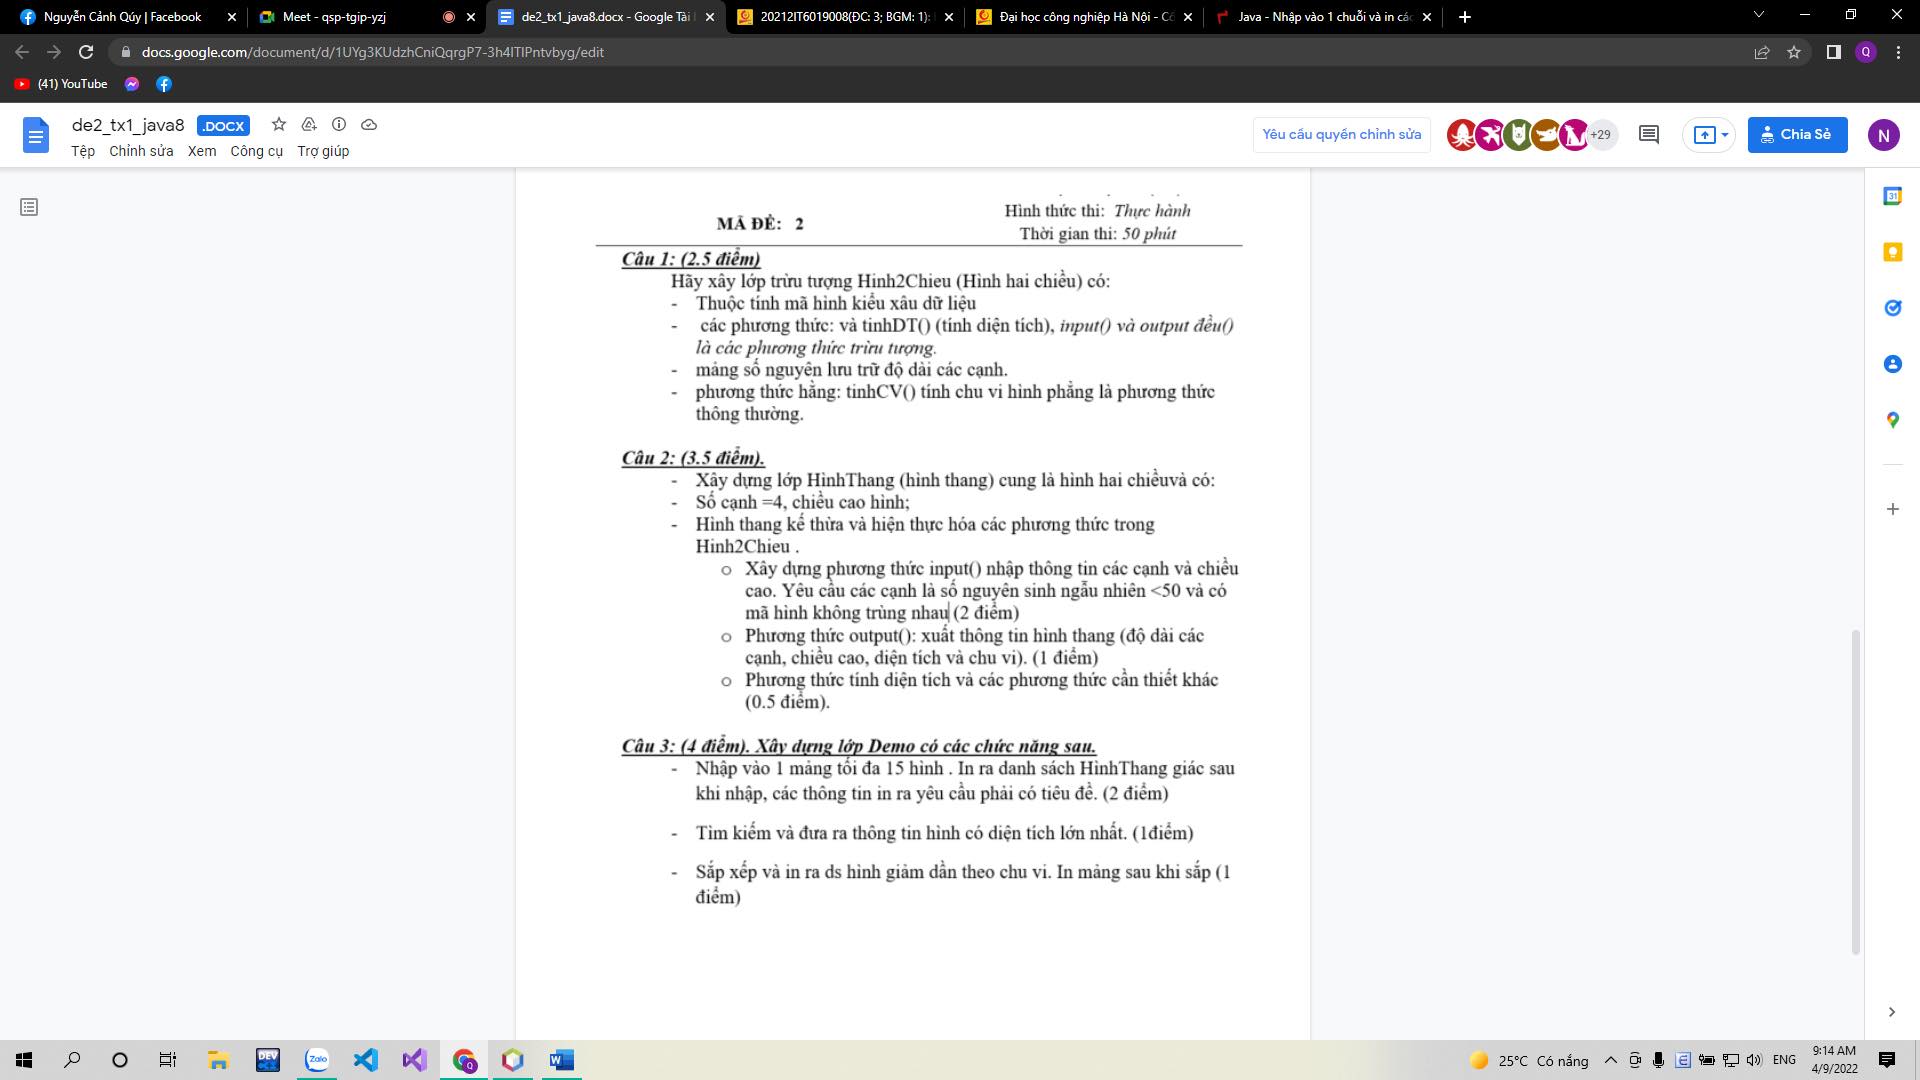 Nguyễn Cảnh Qúy | Facebook
Meet - qsp-tgip-yzj
de2_tx1_java8.docx - Google Tài l
20212IT6019008(ĐC: 3; BGM: 1):
Đại học công nghiệp Hà Nội - Cổ
Java - Nhập vào 1 chuỗi và in các
docs.google.com/document/d/1UYg3KUdzhCniQqrgP7-3h4lTlPntvbyg/edit
Q
(41) YouTube
de2_tx1_java8 .DOCX
Tệp Chỉnh sửa Xem Công cụ Trợ giúp
Yêu cầu quyền chỉnh sửa
+29
Chia Sẻ
N
31
Hình thức thi: Thực hành
MÃ ĐỀ: 2
Thời gian thi: 50 phút
Câu 1: (2.5 điểm)
Hãy xây lớp trừu tượng Hinh2Chieu (Hình hai chiều) có:
- Thuộc tính mã hình kiểu xâu dữ liệu
- các phương thức: và tinhDT() (tính diện tích), input() và output đều()
là các phương thức trừu tượng.
- mảng số nguyên lưu trữ độ dài các cạnh.
- phương thức hằng: tinhCV() tính chu vi hình phẳng là phương thức
thông thường.
Câu 2: (3.5 điểm).
- Xây dựng lớp HinhThang (hình thang) cung là hình hai chiềuvà có:
- Số cạnh =4, chiều cao hình;
- Hình thang kế thừa và hiện thực hóa các phương thức trong
Hinh2Chieu .
o Xây dựng phương thức input() nhập thông tin các cạnh và chiều
cao. Yêu cầu các cạnh là số nguyên sinh ngẫu nhiên <50 và có
mã hình không trùng nhau (2 điểm)
o Phương thức output(): xuất thông tin hình thang (độ dài các
cạnh, chiều cao, diện tích và chu vi). (1 điểm)
o Phương thức tính diện tích và các phương thức cần thiết khác
(0.5 điểm).
Câu 3: (4 điểm). Xây dựng lớp Demo có các chức năng sau.
- Nhập vào 1 mảng tối đa 15 hình . In ra danh sách HinhThang giác sau
khi nhập, các thông tin in ra yêu cầu phải có tiêu đề. (2 điểm)
- Tìm kiếm và đưa ra thông tin hình có diện tích lớn nhất. (1điểm)
- Sắp xếp và in ra ds hình giảm dần theo chu vi. In mảng sau khi sắp (1
điểm)
DEV
Zalo
Q
25°C Có nắng
ENG
9:14 AM
4/9/2022